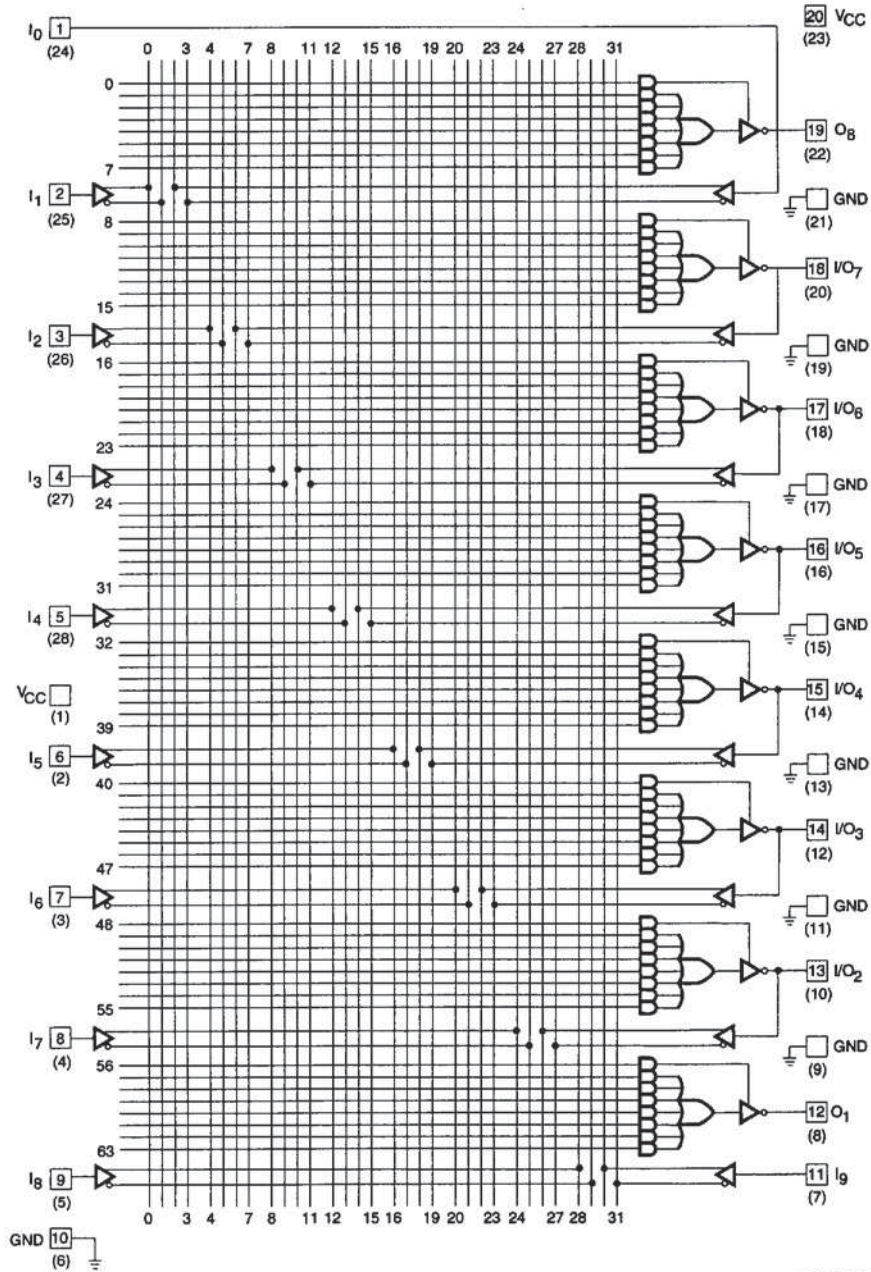 I0 1 20 VCC
(24) (23)
0 3 4 7 8 11 12 15 16 19 20 23 24 27 28 31
0
19 O8
(22)
7
I1 2 GND
(25) (21)
8
18 I/O7
(20)
15
I2 3 GND
(26) (19)
16
17 I/O6
(18)
23
I3 4 GND
(27) (17)
24
16 I/O5
(16)
31
I4 5 GND
(28) (15)
32
VCC 15 I/O4
(1) (14)
39
I5 6 GND
(2) (13)
40
14 I/O3
(12)
47
I6 7 GND
(3) (11)
48
13 I/O2
(10)
55
I7 8 GND
(4) (9)
56
12 O1
(8)
63
I8 9 11 I9
(5) (7)
0 3 4 7 8 11 12 15 16 19 20 23 24 27 28 31
GND 10
(6)